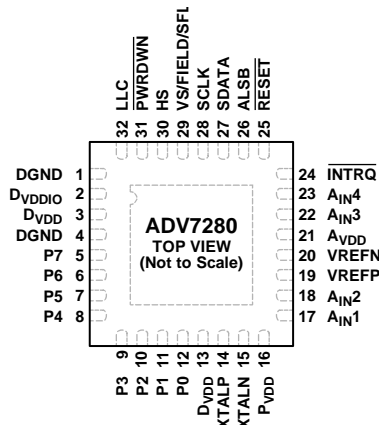 LLC
PWRDWN
HS
VS/FIELD/SFL
SCLK
SDATA
ALSB
RESET
32 31 30 29 28 27 26 25
DGND 1
DVDDIO 2
DVDD 3
DGND 4
P7 5
P6 6
P5 7
P4 8
ADV7280
TOP VIEW
(Not to Scale)
24 INTRQ
23 AIN4
22 AIN3
21 AVDD
20 VREFN
19 VREFP
18 AIN2
17 AIN1
9 10 11 12 13 14 15 16
P3
P2
P1
P0
DVDD
XTALP
XTALN
PVDD